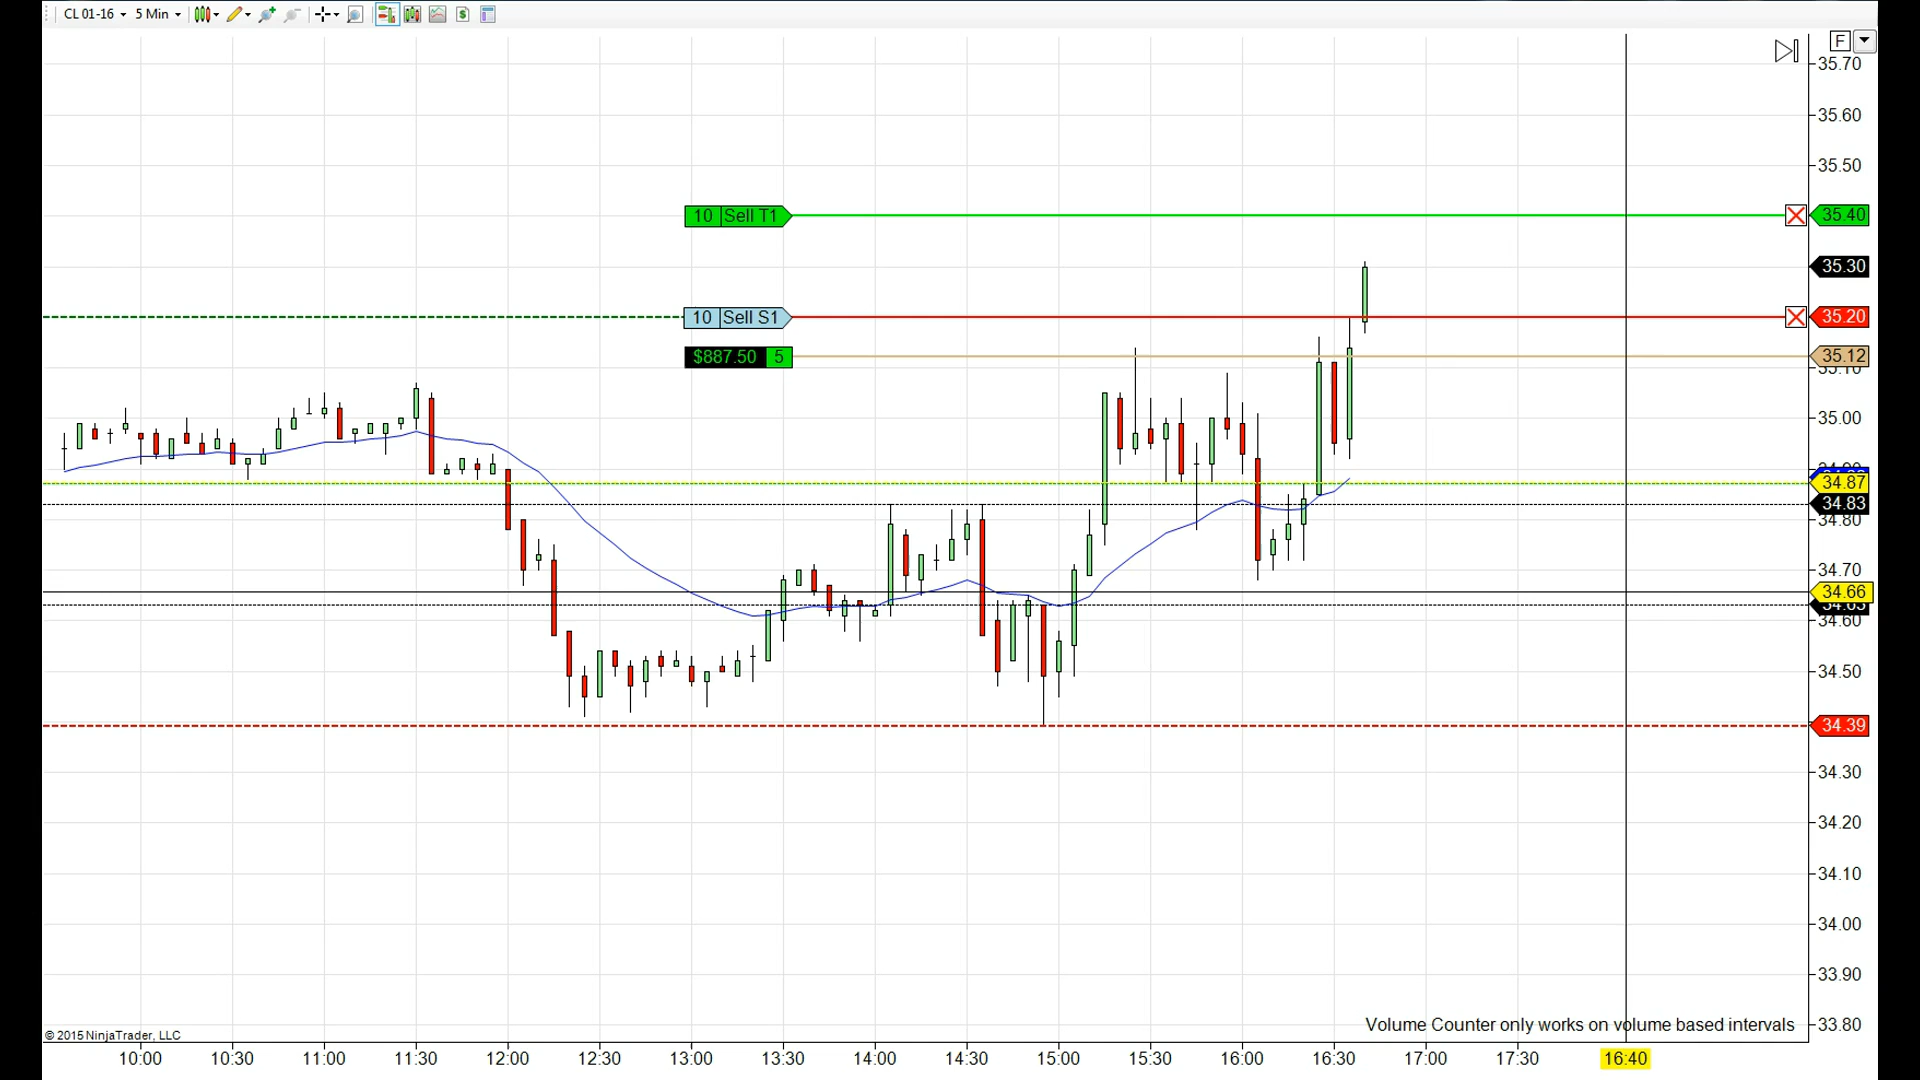 CL 01-16 5 Min
F
35.70
35.60
35.50
10 Sell T1 35.40
35.30
10 Sell S1 35.20
$887.50 5 35.12
35.10
35.00
34.87
34.83
34.80
34.70
34.66
34.60
34.50
34.39
34.30
34.20
34.10
34.00
33.90
Volume Counter only works on volume based intervals 33.80
© 2015 NinjaTrader, LLC
10:00 10:30 11:00 11:30 12:00 12:30 13:00 13:30 14:00 14:30 15:00 15:30 16:00 16:30 17:00 17:30 16:40